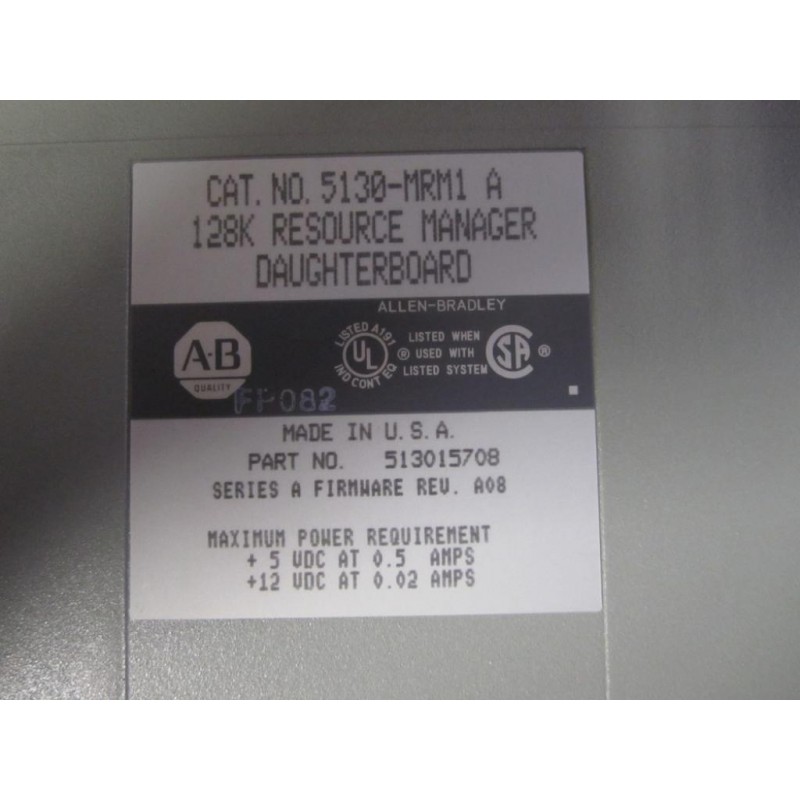 CAT. NO. 5130-MRM1 A
128K RESOURCE MANAGER
DAUGHTERBOARD
ALLEN-BRADLEY
A·B
QUALITY
LISTED A191
UL
IND CONT EQ
®
LISTED WHEN
USED WITH
LISTED SYSTEM
SA ®
MADE IN U.S.A.
PART NO. 513015708
SERIES A FIRMWARE REV. A08
MAXIMUM POWER REQUIREMENT
+ 5 VDC AT 0.5 AMPS
+12 VDC AT 0.02 AMPS